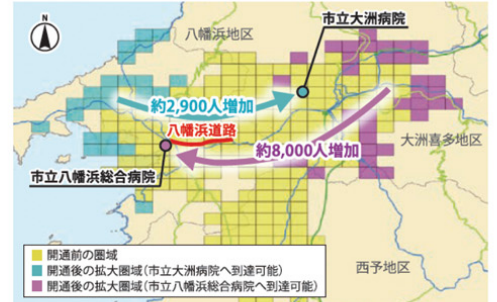 N
八幡浜地区
市立大洲病院
約2,900人増加
八幡浜道路
大洲喜多地区
約8,000人増加
市立八幡浜総合病院
開通前の圏域
開通後の拡大圏域(市立大洲病院へ到達可能)
開通後の拡大圏域(市立八幡浜総合病院へ到達可能)
西予地区